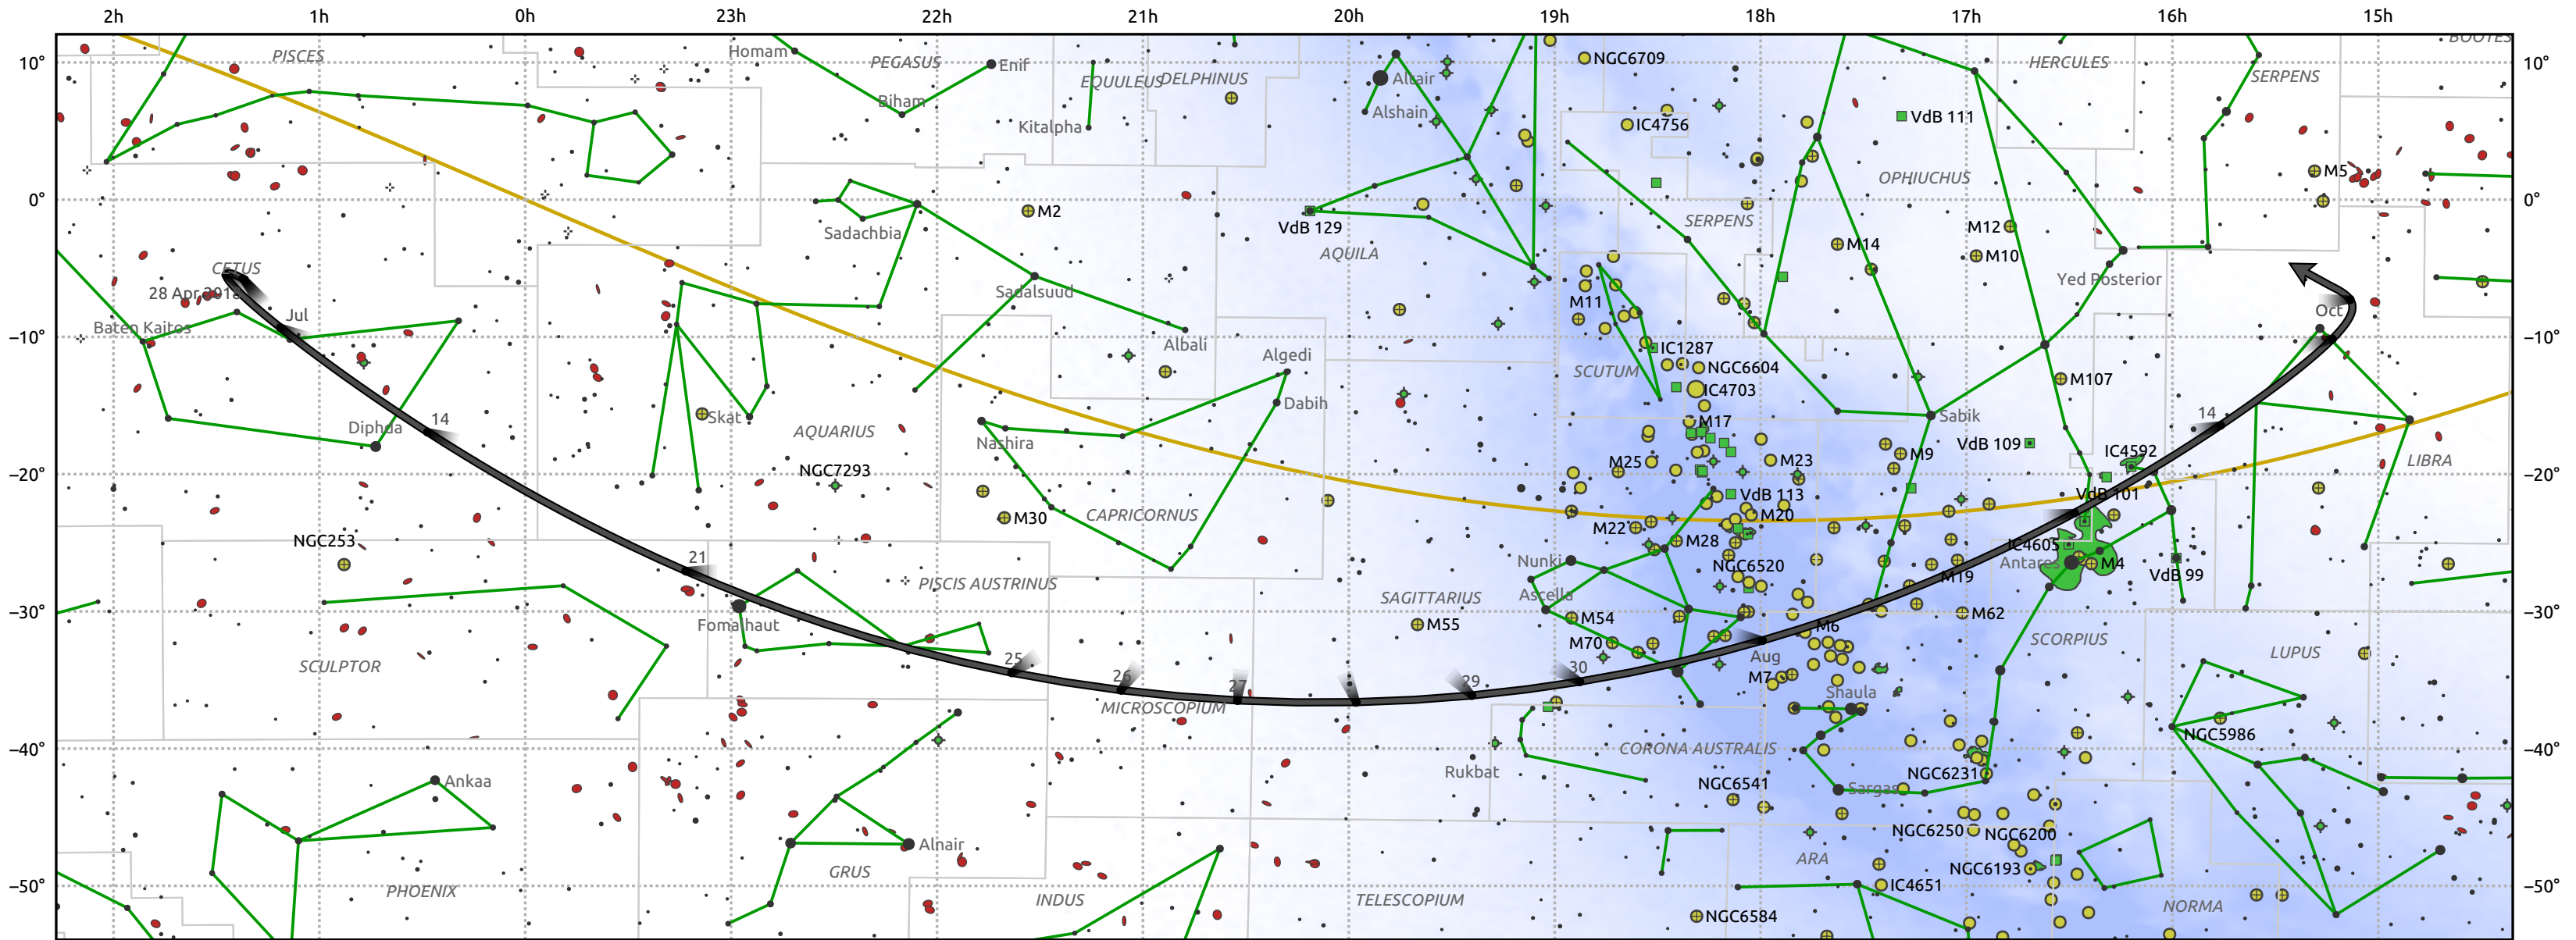 2h 1h 0h 23h 22h 21h 20h 19h 18h 17h 16h 15h
10° PISCES Homam PEGASUS Enif EQUULEUS DELPHINUS Altair NGC6709 HERCULES SERPENS BOOTES 10°
Biham Kitalpha Alshain IC4756 VdB 111
OPHIUCHUS M5
0° M2 VdB 129 SERPENS M12 0°
Sadachbia AQUILA M14 M10
CETUS Yed Posterior
28 Apr 2018 Sadalsuud M11
Jul Oct
Baten Kaitos
−10° Albali Algedi IC1287 −10°
SCUTUM NGC6604 M107
Dabih IC4703
Diphda 14 Skat AQUARIUS Nashira M17 Sabik 14
NGC7293 M25 M23 M9 VdB 109 IC4592 LIBRA
−20° −20°
CAPRICORNUS M30 VdB 113 VdB 101
M22 M20
NGC253 M28 IC4605
21 Nunki NGC6520 Antares M4
PISCIS AUSTRINUS M19 VdB 99
Ascella SAGITTARIUS
−30° Fomalhaut M55 M54 M6 M62 −30°
SCULPTOR M70 Aug SCORPIUS LUPUS
25 26 27 29 30 M7
Shaula
MICROSCOPIUM
NGC5986
−40° CORONA AUSTRALIS −40°
Ankaa Rukbat NGC6541 Sargas NGC6231
Alnair NGC6250 NGC6200
GRUS ARA NGC6193
−50° PHOENIX INDUS TELESCOPIUM IC4651 −50°
NGC6584 NORMA